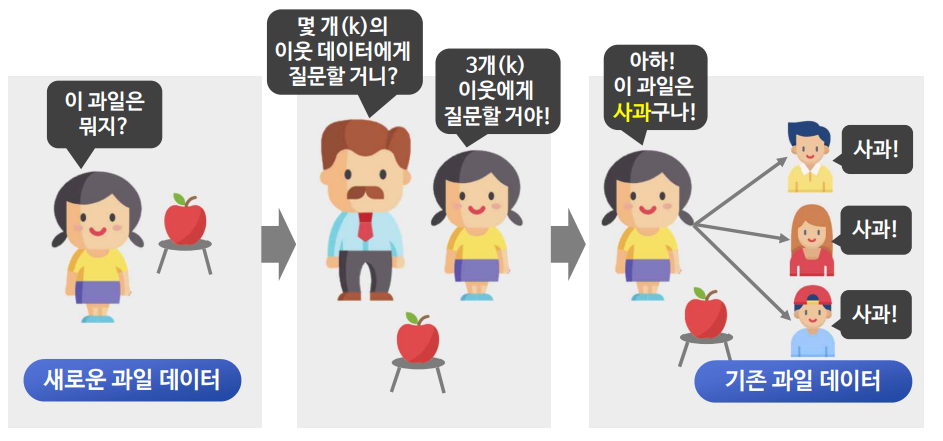 이 과일은
뭐지?
새로운 과일 데이터
몇 개(k)의
이웃 데이터에게
질문할 거니?
3개(k)
이웃에게
질문할 거야!
아하!
이 과일은
사과구나!
사과!
사과!
사과!
기존 과일 데이터